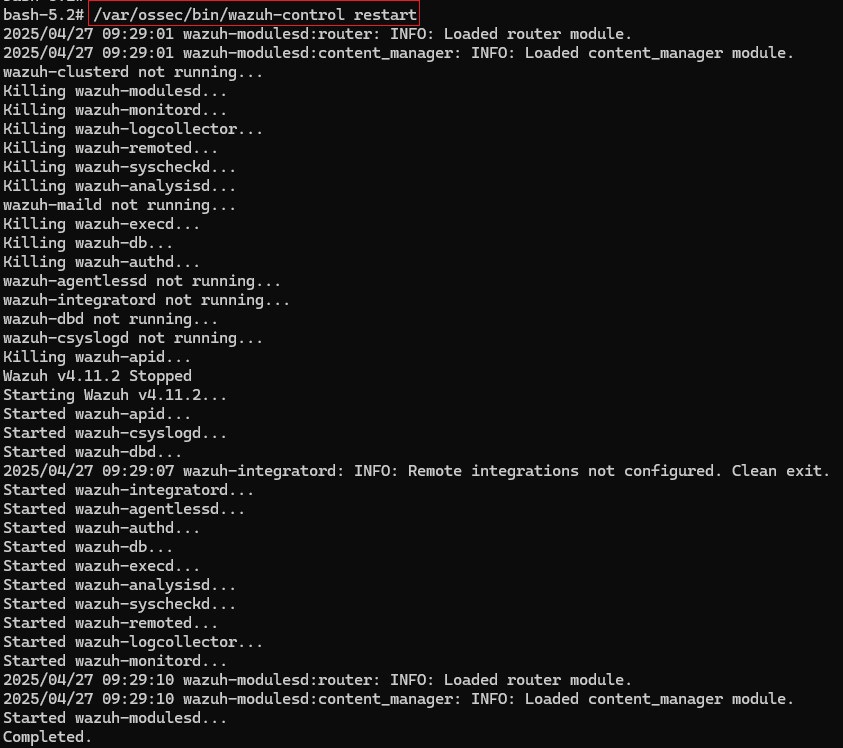 bash-5.2# /var/ossec/bin/wazuh-control restart
2025/04/27 09:29:01 wazuh-modulesd:router: INFO: Loaded router module.
2025/04/27 09:29:01 wazuh-modulesd:content_manager: INFO: Loaded content_manager module.
wazuh-clusterd not running...
Killing wazuh-modulesd...
Killing wazuh-monitord...
Killing wazuh-logcollector...
Killing wazuh-remoted...
Killing wazuh-syscheckd...
Killing wazuh-analysisd...
wazuh-maild not running...
Killing wazuh-execd...
Killing wazuh-db...
Killing wazuh-authd...
wazuh-agentlessd not running...
wazuh-integratord not running...
wazuh-dbd not running...
wazuh-csyslogd not running...
Killing wazuh-apid...
Wazuh v4.11.2 Stopped
Starting Wazuh v4.11.2...
Started wazuh-apid...
Started wazuh-csyslogd...
Started wazuh-dbd...
2025/04/27 09:29:07 wazuh-integratord: INFO: Remote integrations not configured. Clean exit.
Started wazuh-integratord...
Started wazuh-agentlessd...
Started wazuh-authd...
Started wazuh-db...
Started wazuh-execd...
Started wazuh-analysisd...
Started wazuh-syscheckd...
Started wazuh-remoted...
Started wazuh-logcollector...
Started wazuh-monitord...
2025/04/27 09:29:10 wazuh-modulesd:router: INFO: Loaded router module.
2025/04/27 09:29:10 wazuh-modulesd:content_manager: INFO: Loaded content_manager module.
Started wazuh-modulesd...
Completed.